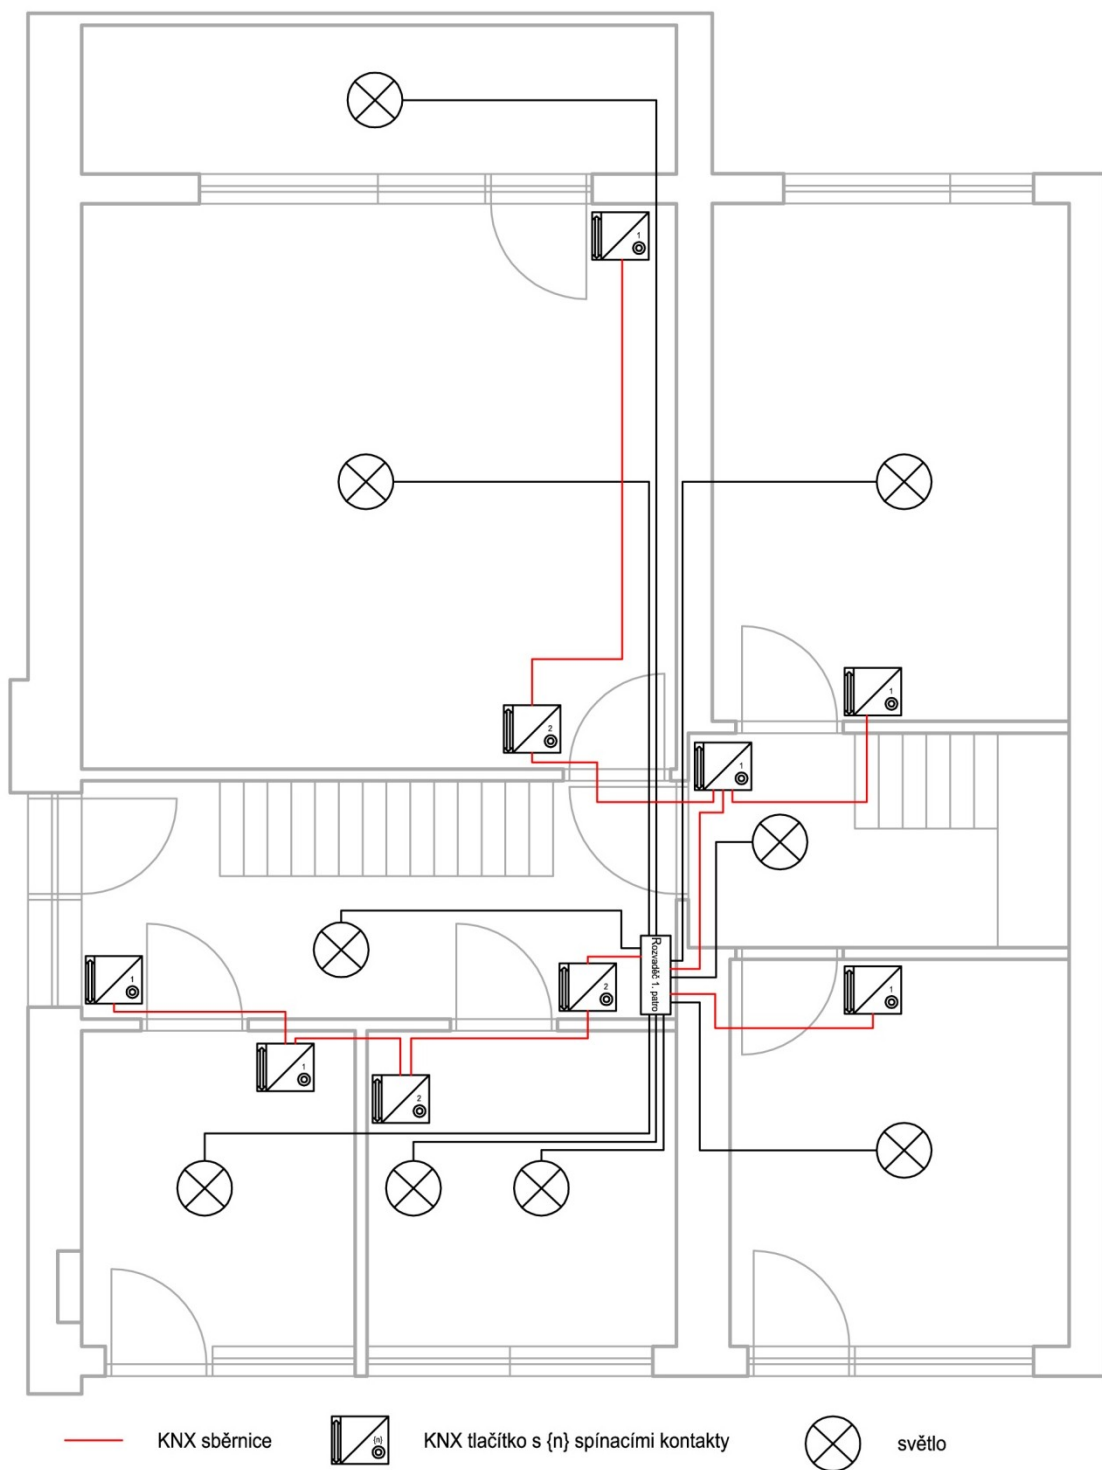 1
1
2
1
Rozvaděč 1. patro
1
2
1
1
2
KNX sběrnice
{n}
KNX tlačítko s {n} spínacími kontakty
světlo